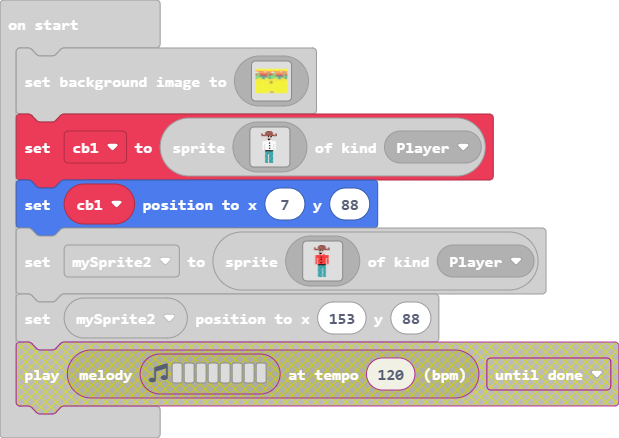 on start
set background image to
set cb1 to sprite of kind Player
set cb1 position to x 7 y 88
set mySprite2 to sprite of kind Player
set mySprite2 position to x 153 y 88
play melody at tempo 120 (bpm) until done